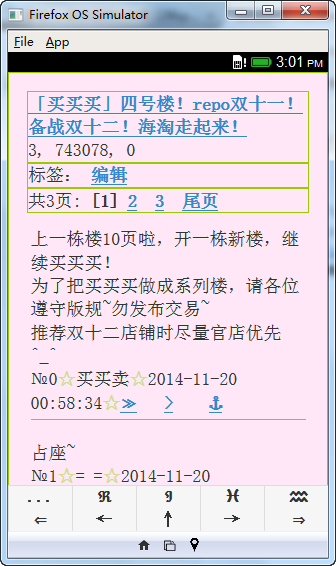 Firefox OS Simulator
File App
3:01 PM
「买买买」四号楼！repo双十一！
备战双十二！海淘走起来！
3, 743078, 0
标签： 编辑
共3页: [1] 2 3 尾页
上一栋楼10页啦，开一栋新楼，继
续买买买！
为了把买买买做成系列楼，请各位
遵守版规~勿发布交易~
推荐双十二店铺时尽量官店优先
^_^
№0☆买买卖☆2014-11-20
00:58:34☆≫ > ⚓
占座~
№1☆= =☆2014-11-20
... ℜ ℑ ♓ ♒
⇐ ← ↑ → ⇒